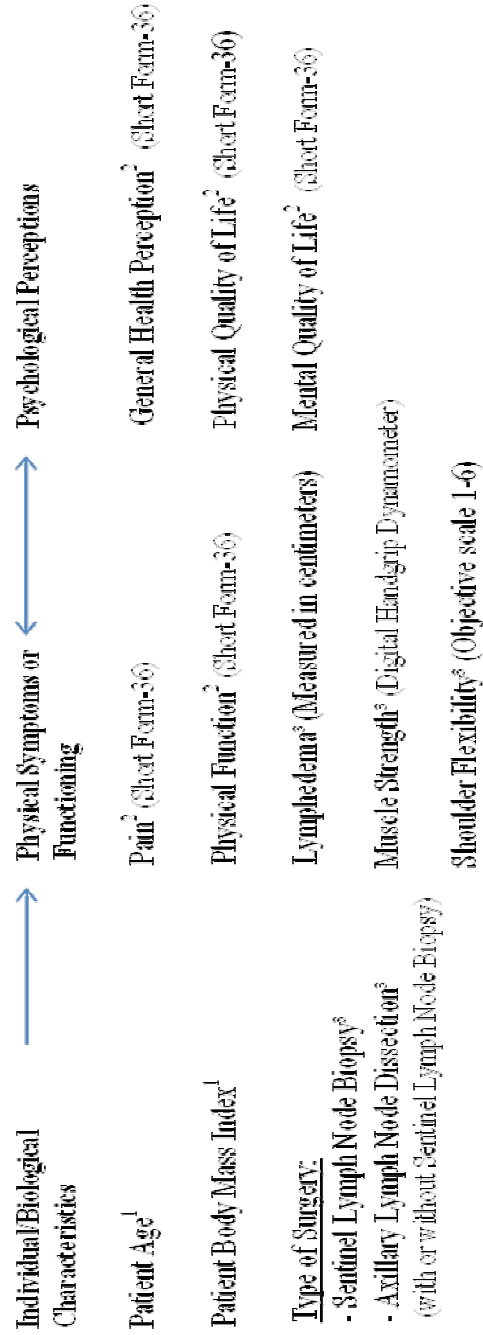 Individual/Biological
Characteristics
Patient Age¹
Patient Body Mass Index¹
Type of Surgery:
- Sentinel Lymph Node Biopsy³
- Axillary Lymph Node Dissection³
(with or without Sentinel Lymph Node Biopsy)
Physical Symptoms or
Functioning
Pain² (Short Form-36)
Physical Function² (Short Form-36)
Lymphedema³ (Measured in centimeters)
Muscle Strength³ (Digital Handgrip Dynamometer)
Shoulder Flexibility³ (Objective scale 1-6)
Psychological Perceptions
General Health Perception² (Short Form-36)
Physical Quality of Life² (Short Form-36)
Mental Quality of Life² (Short Form-36)